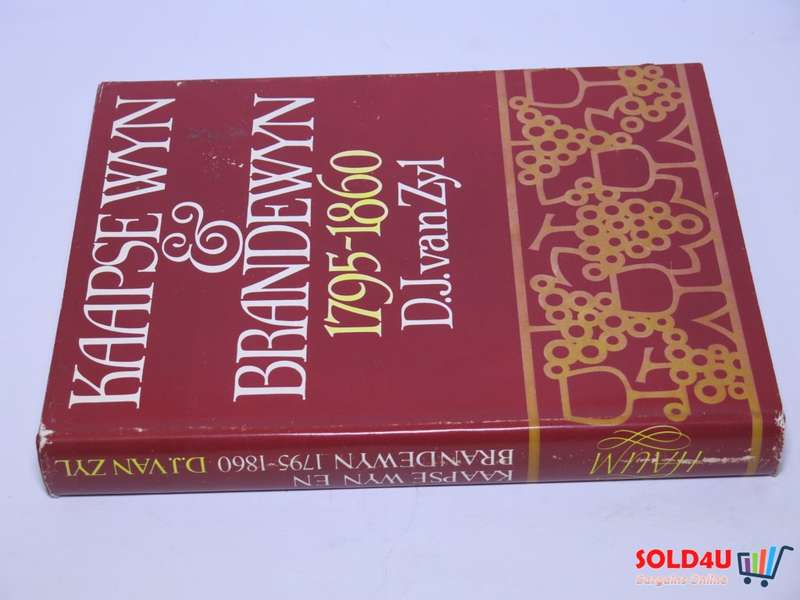 KAAPSE WYN
&
BRANDEWYN
1795-1860
D.J. van Zyl
KAAPSE WYN EN
BRANDEWYN 1795-1860 D.J. VAN ZYL
HAUM
SOLD4U
Bargains Online